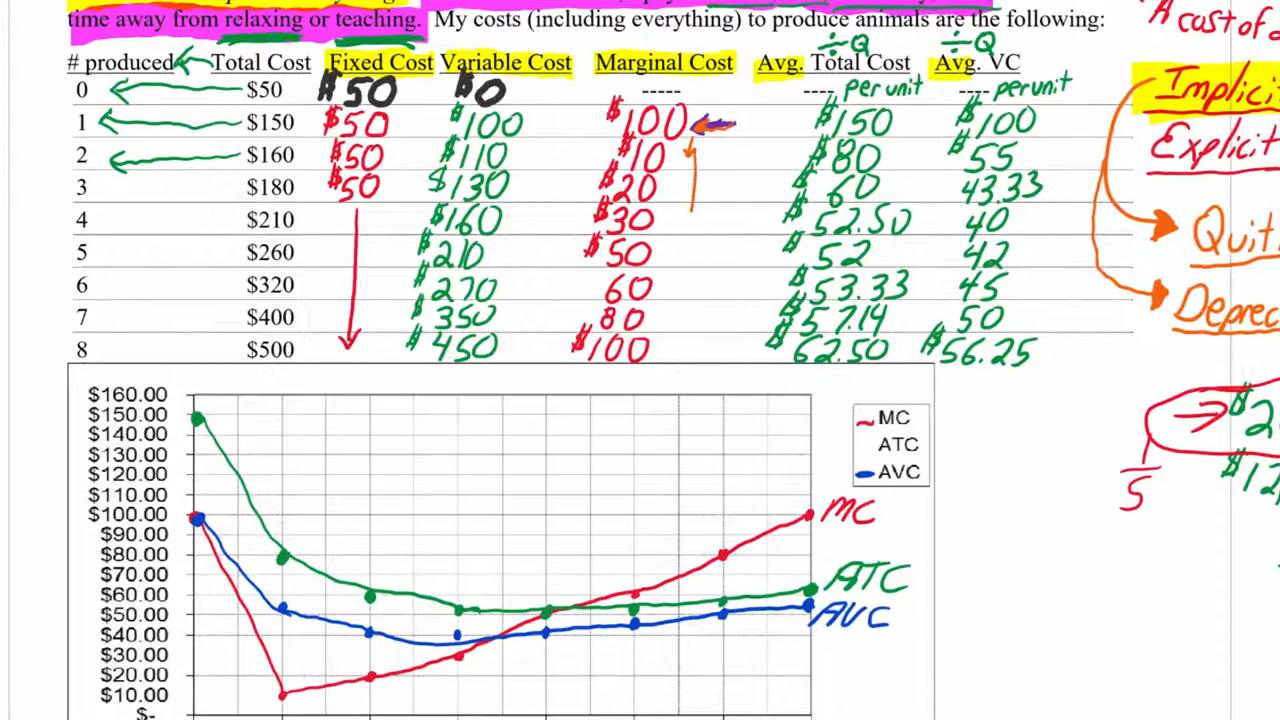 time away from relaxing or teaching. My costs (including everything) to produce animals are the following:
A cost of
÷Q ÷Q
# produced Total Cost Fixed Cost Variable Cost Marginal Cost Avg. Total Cost Avg. VC
0 $50 $50 $0 ----- ---- per unit ---- per unit
1 $150 $50 $100 $100 $150 $100
2 $160 $50 $110 $10 $80 $55
3 $180 $50 $130 $20 $60 43.33
4 $210 $160 $30 $52.50 40
5 $260 $210 $50 $52 42
6 $320 $270 60 $53.33 45
7 $400 $350 80 $57.14 50
8 $500 $450 $100 $62.50 $56.25
Implici
Explicit
Quit
Deprec
$160.00
$150.00
$140.00
$130.00
$120.00
$110.00
$100.00
$90.00
$80.00
$70.00
$60.00
$50.00
$40.00
$30.00
$20.00
$10.00
$-
MC
ATC
AVC
MC
ATC
AVC
$2
$12
5